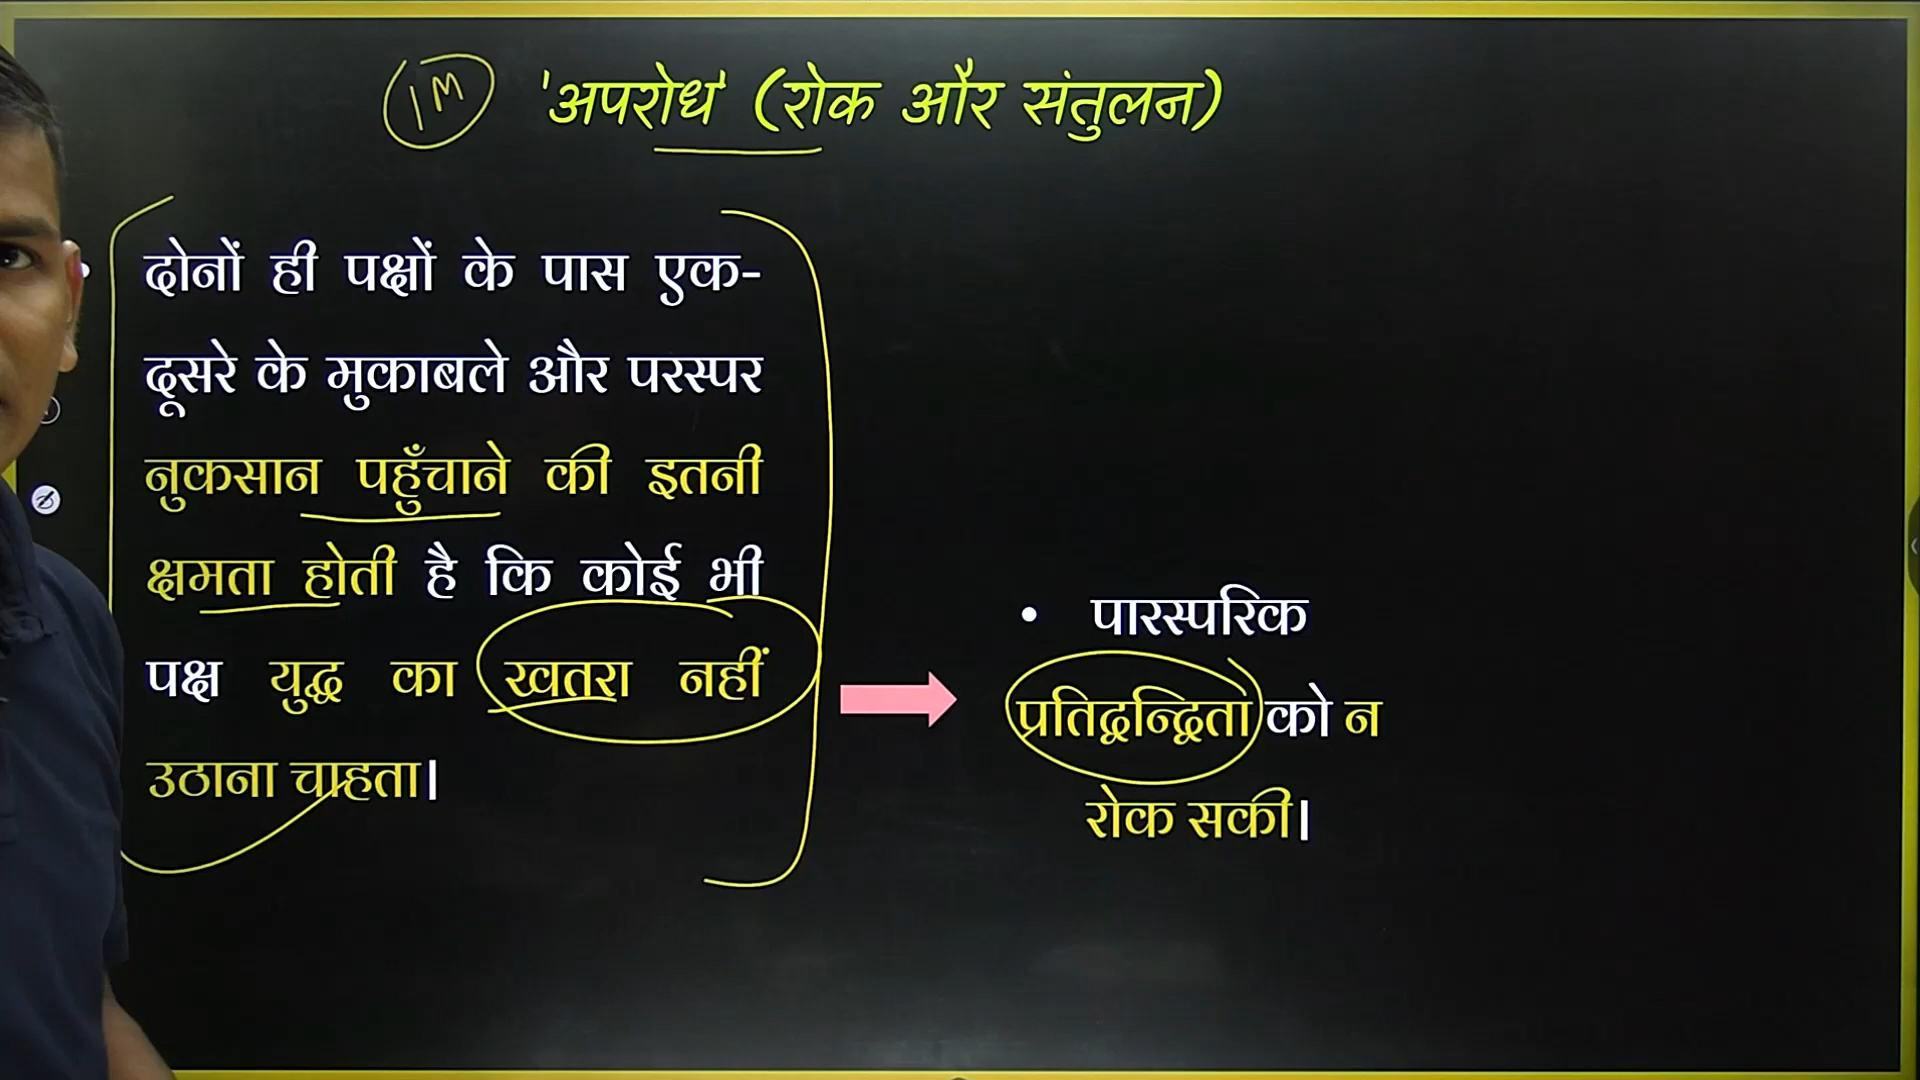 1M 'अपरोध' (रोक और संतुलन)
दोनों ही पक्षों के पास एक-
दूसरे के मुकाबले और परस्पर
नुकसान पहुँचाने की इतनी
क्षमता होती है कि कोई भी
पक्ष युद्ध का खतरा नहीं
उठाना चाहता।
• पारस्परिक
प्रतिद्वन्द्विता को न
रोक सकी।